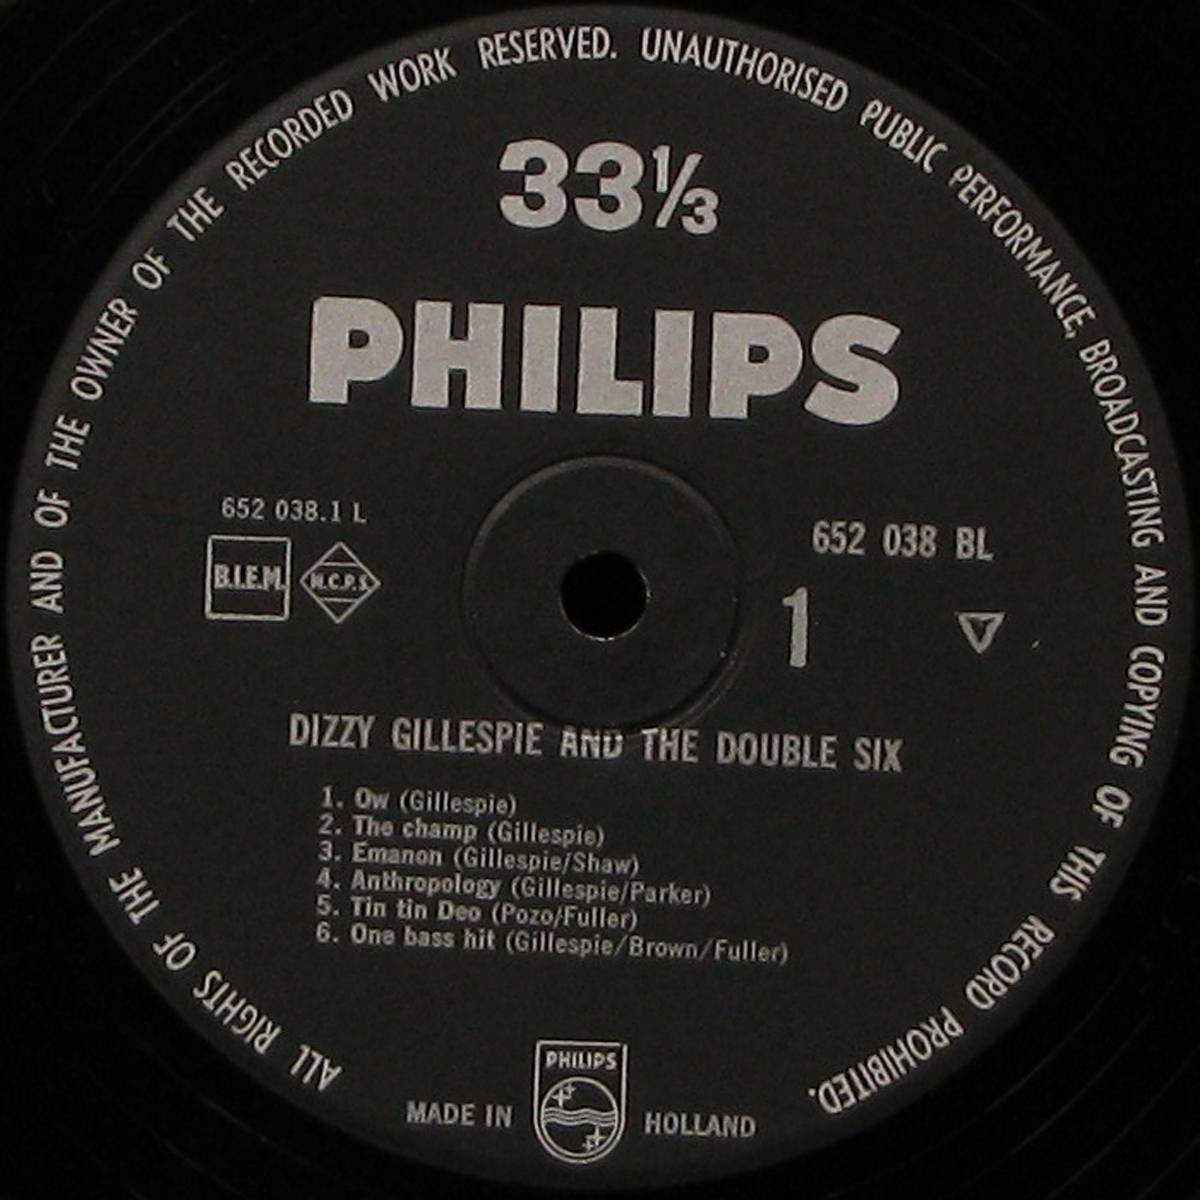 ALL RIGHTS OF THE MANUFACTURER AND OF THE OWNER OF THE RECORDED WORK RESERVED. UNAUTHORISED PUBLIC PERFORMANCE, BROADCASTING AND COPYING OF THIS RECORD PROHIBITED.
33⅓
PHILIPS
652 038.1 L
652 038 BL
B.I.E.M.
M.C.P.S.
1
DIZZY GILLESPIE AND THE DOUBLE SIX
1. Ow (Gillespie)
2. The champ (Gillespie)
3. Emanon (Gillespie/Shaw)
4. Anthropology (Gillespie/Parker)
5. Tin tin Deo (Pozo/Fuller)
6. One bass hit (Gillespie/Brown/Fuller)
PHILIPS
MADE IN HOLLAND